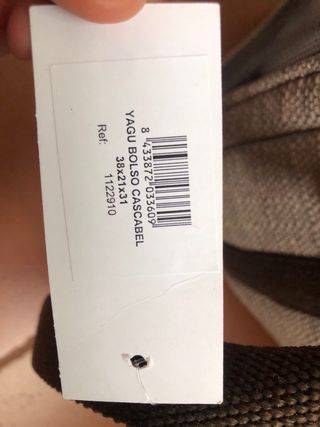 8 433872 033609
YAGU BOLSO CASCABEL
38x21x31
Ref: 1122910